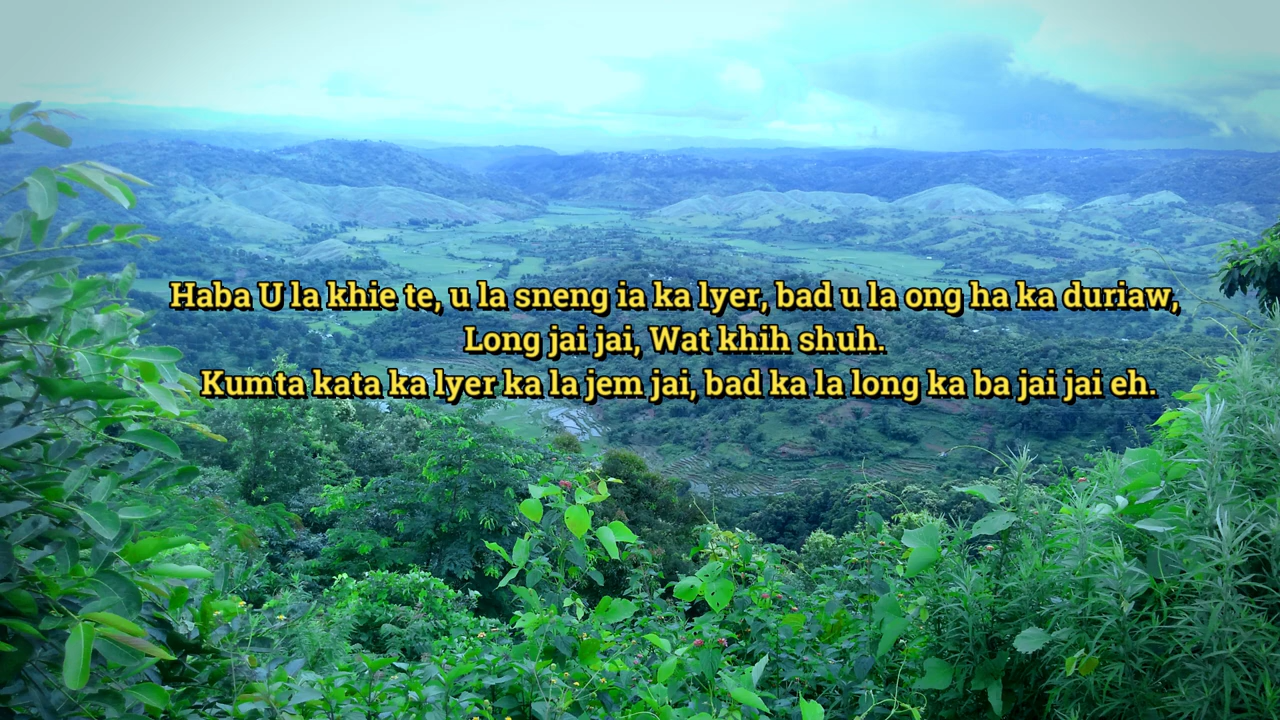 Haba U la khie te, u la sneng ia ka lyer, bad u la ong ha ka duriaw,
Long jai jai, Wat khih shuh.
Kumta kata ka lyer ka la jem jai, bad ka la long ka ba jai jai eh.